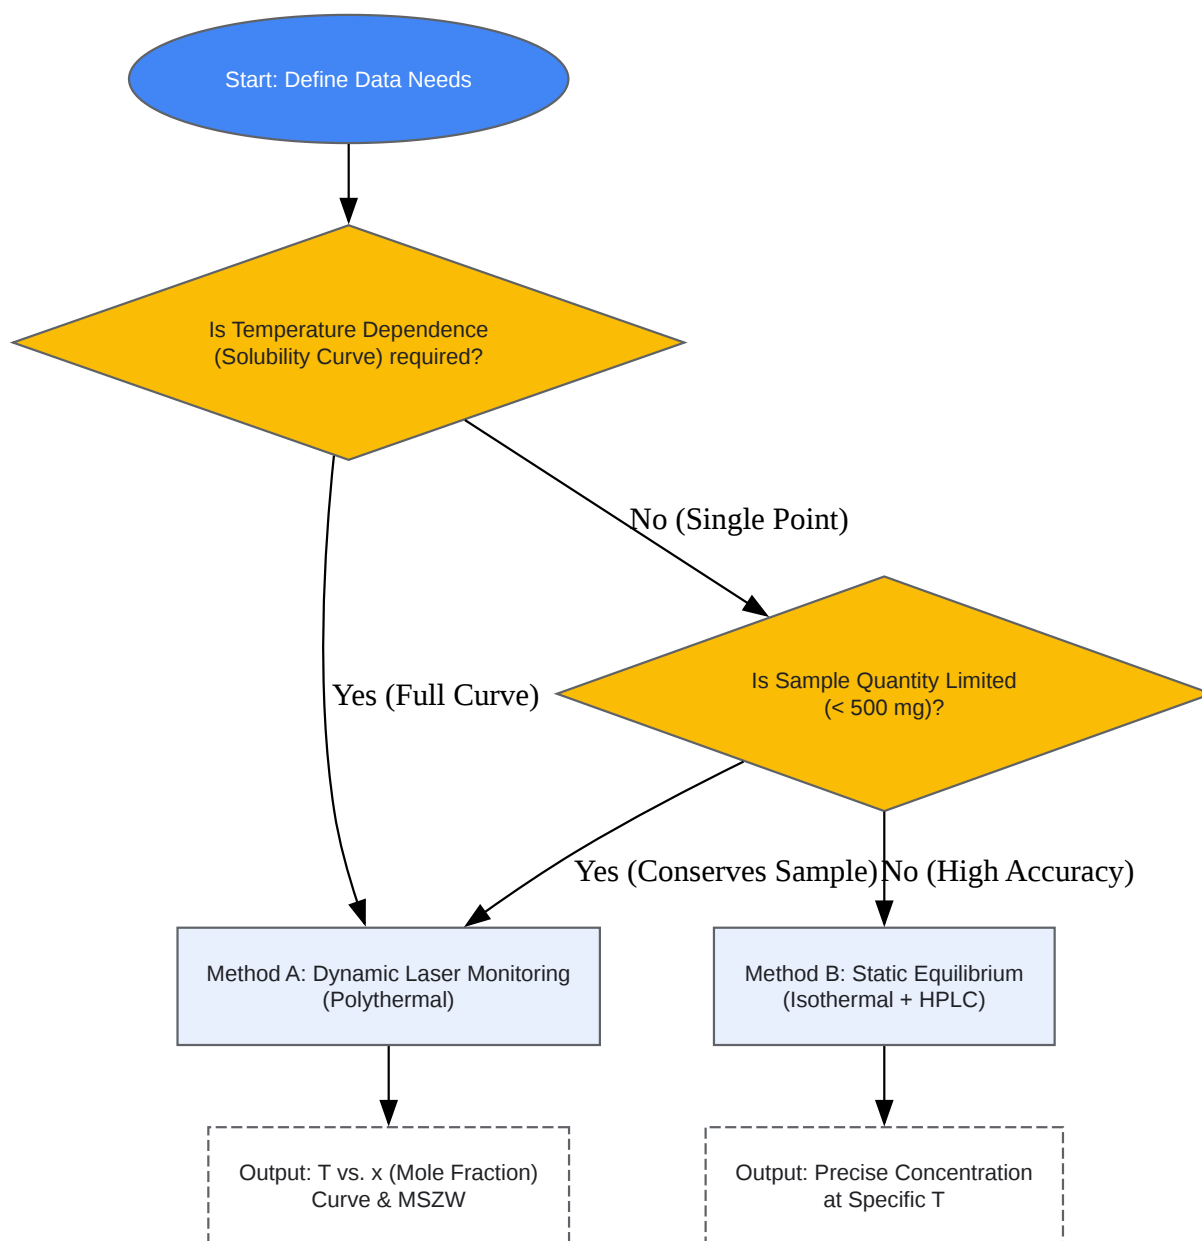 Start: Define Data Needs
Is Temperature Dependence
(Solubility Curve) required?
No (Single Point)
Is Sample Quantity Limited
(< 500 mg)?
Yes (Full Curve)
Yes (Conserves Sample)
No (High Accuracy)
Method A: Dynamic Laser Monitoring
(Polythermal)
Method B: Static Equilibrium
(Isothermal + HPLC)
Output: T vs. x (Mole Fraction)
Curve & MSZW
Output: Precise Concentration
at Specific T